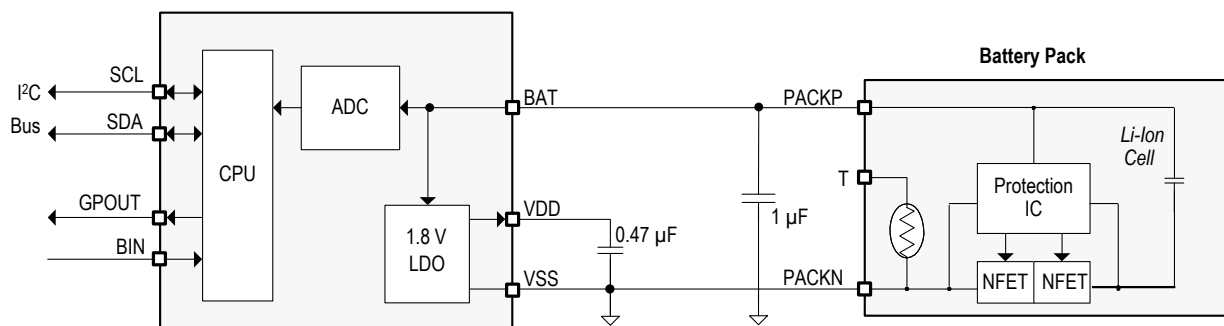 Battery Pack
SCL
I²C
ADC
BAT
PACKP
Bus
SDA
Li-Ion
Cell
CPU
T
Protection
IC
GPOUT
VDD
1 µF
1.8 V
LDO
0.47 µF
BIN
VSS
PACKN
NFET
NFET